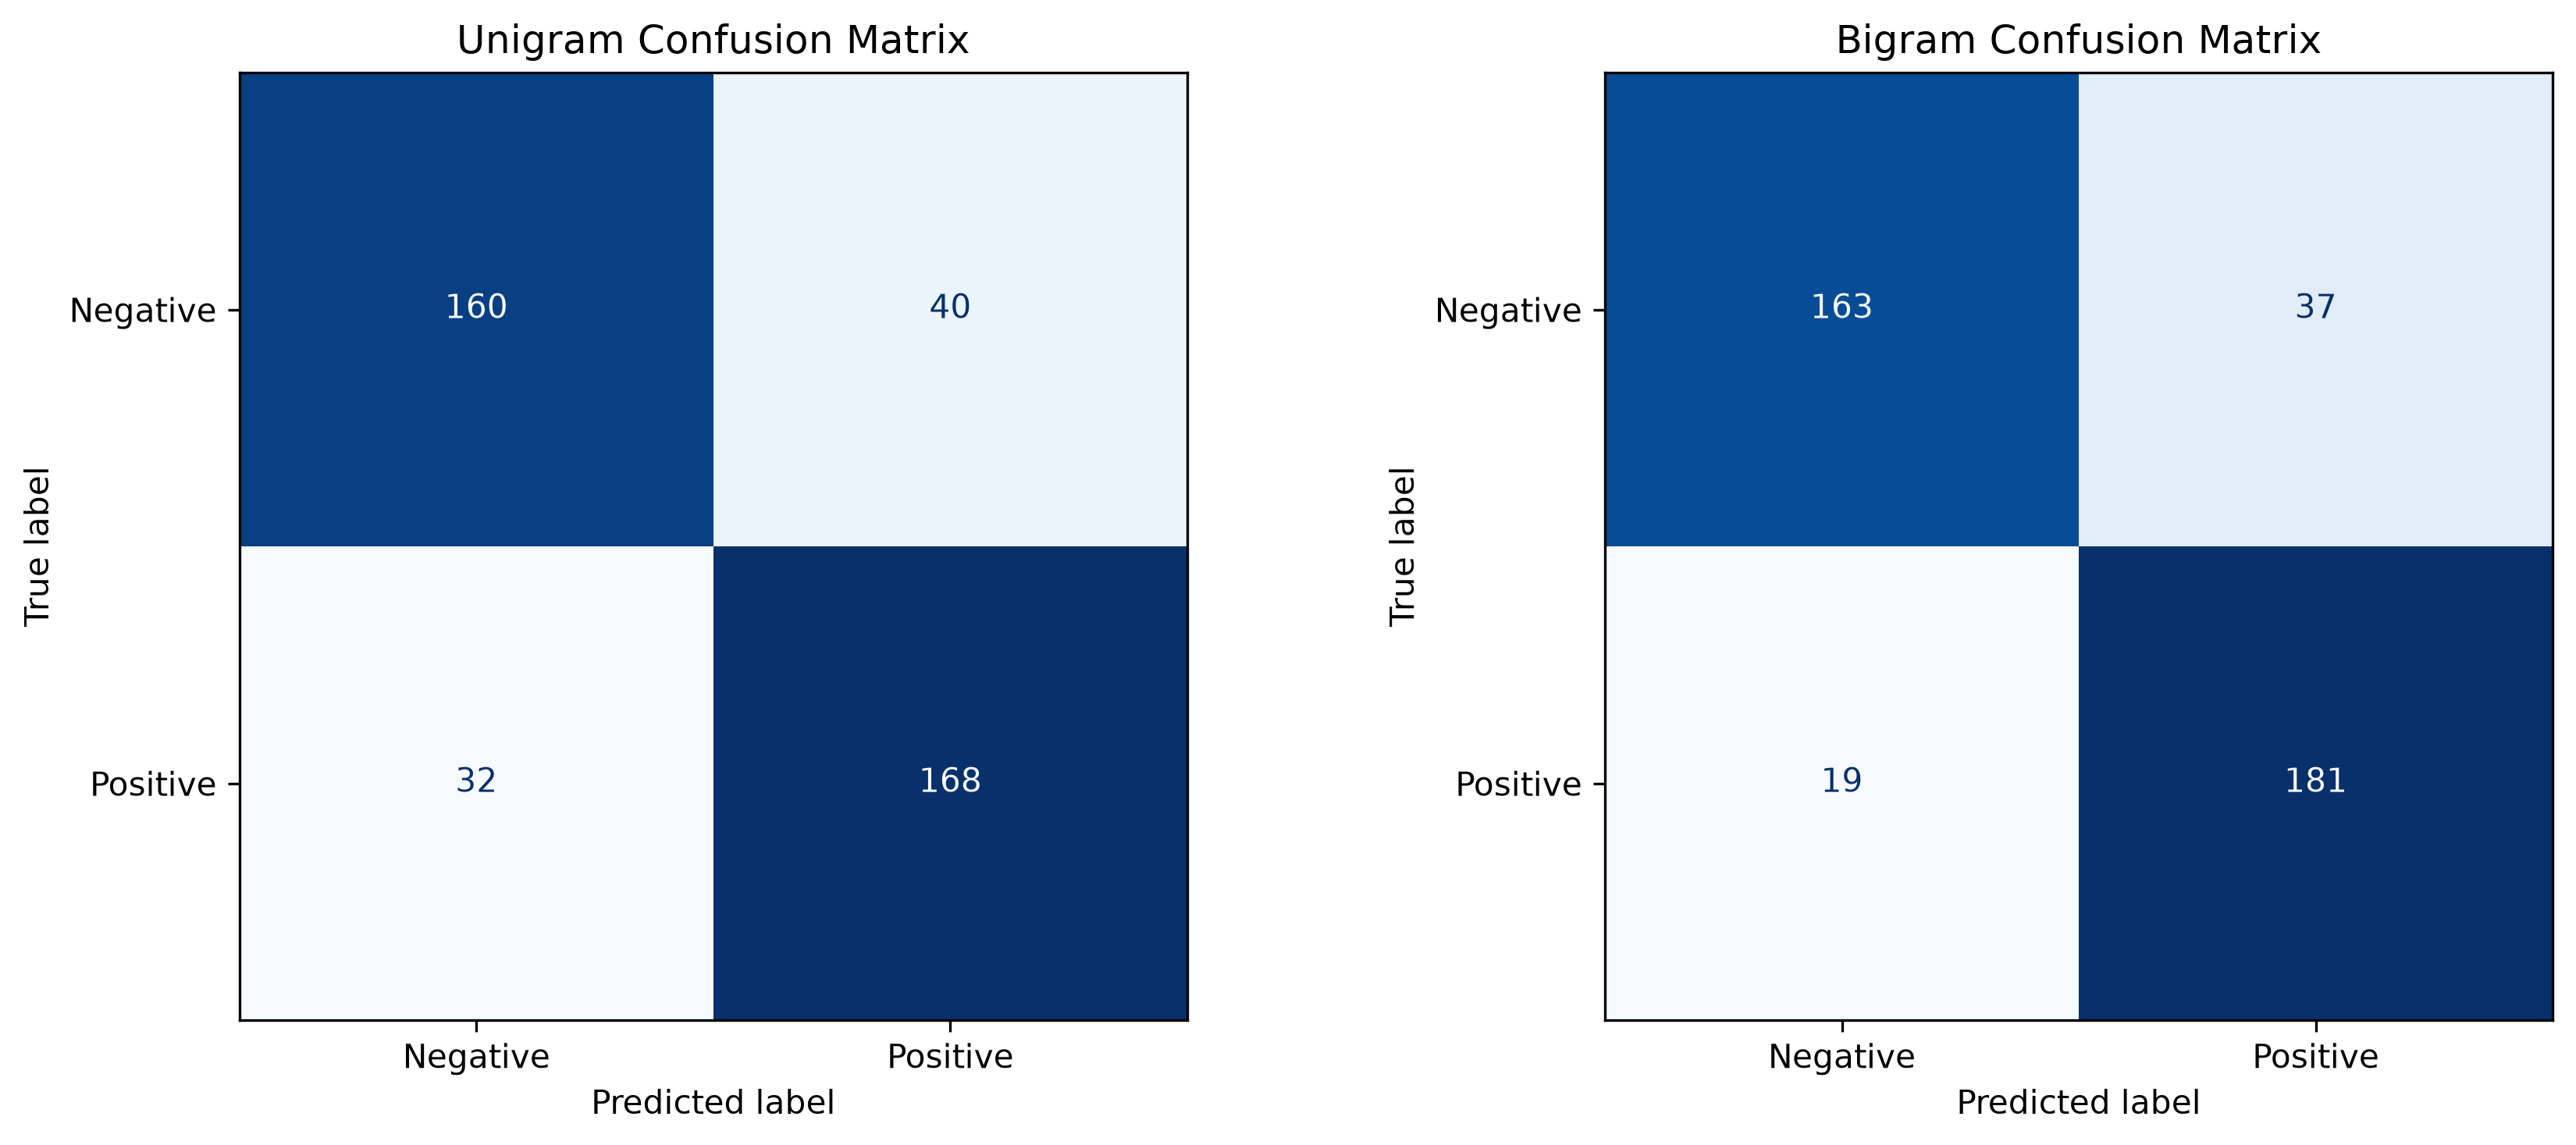 Unigram Confusion Matrix
True label
Negative
160
40
Positive
32
168
Negative
Positive
Predicted label
Bigram Confusion Matrix
True label
Negative
163
37
Positive
19
181
Negative
Positive
Predicted label